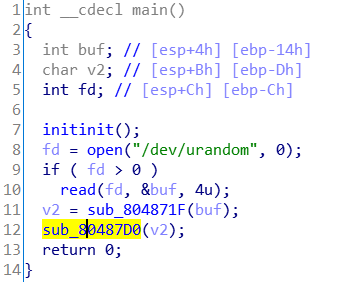 1 int __cdecl main()
2 {
3   int buf; // [esp+4h] [ebp-14h]
4   char v2; // [esp+Bh] [ebp-Dh]
5   int fd; // [esp+Ch] [ebp-Ch]
6
7   initinit();
8   fd = open("/dev/urandom", 0);
9   if ( fd > 0 )
10     read(fd, &buf, 4u);
11   v2 = sub_804871F(buf);
12   sub_80487D0(v2);
13   return 0;
14 }